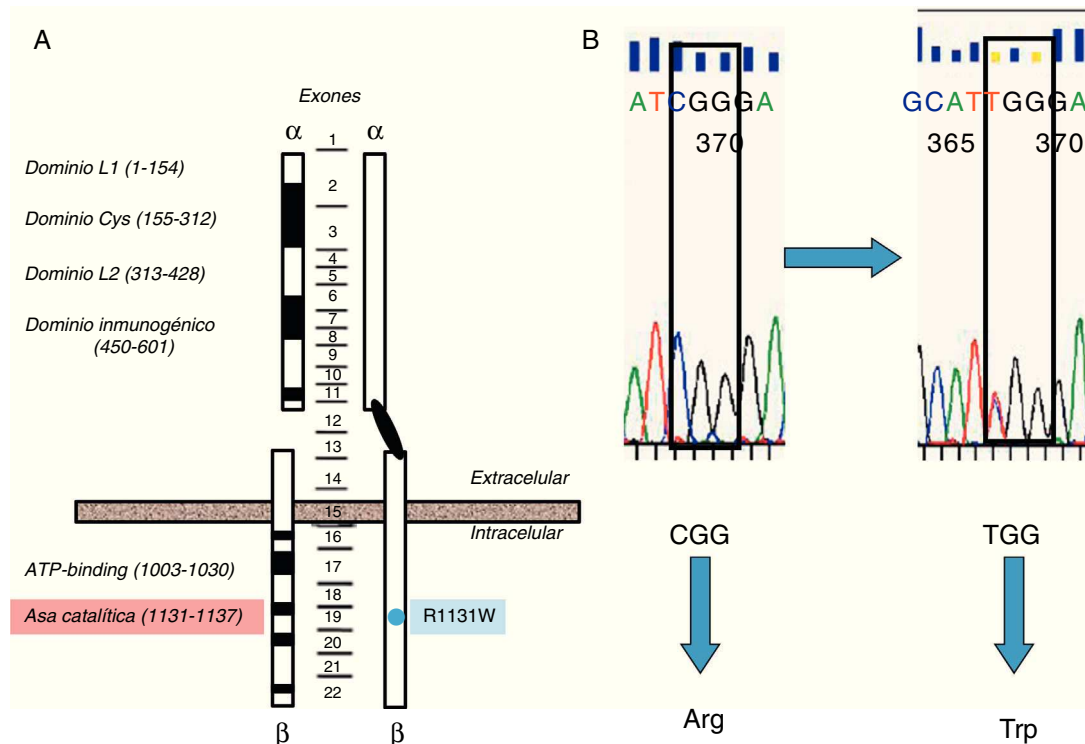 A
Exones
α α
1
Dominio L1 (1-154)
2
Dominio Cys (155-312)
3
4
Dominio L2 (313-428)
5
6
Dominio inmunogénico
(450-601)
7
8
9
10
11
12
13
14
Extracelular
15
Intracelular
16
ATP-binding (1003-1030)
17
18
Asa catalítica (1131-1137)
19
R1131W
20
21
22
β β
B
ATCGGGA
370
GCATTGGGA
365 370
CGG
TGG
Arg
Trp